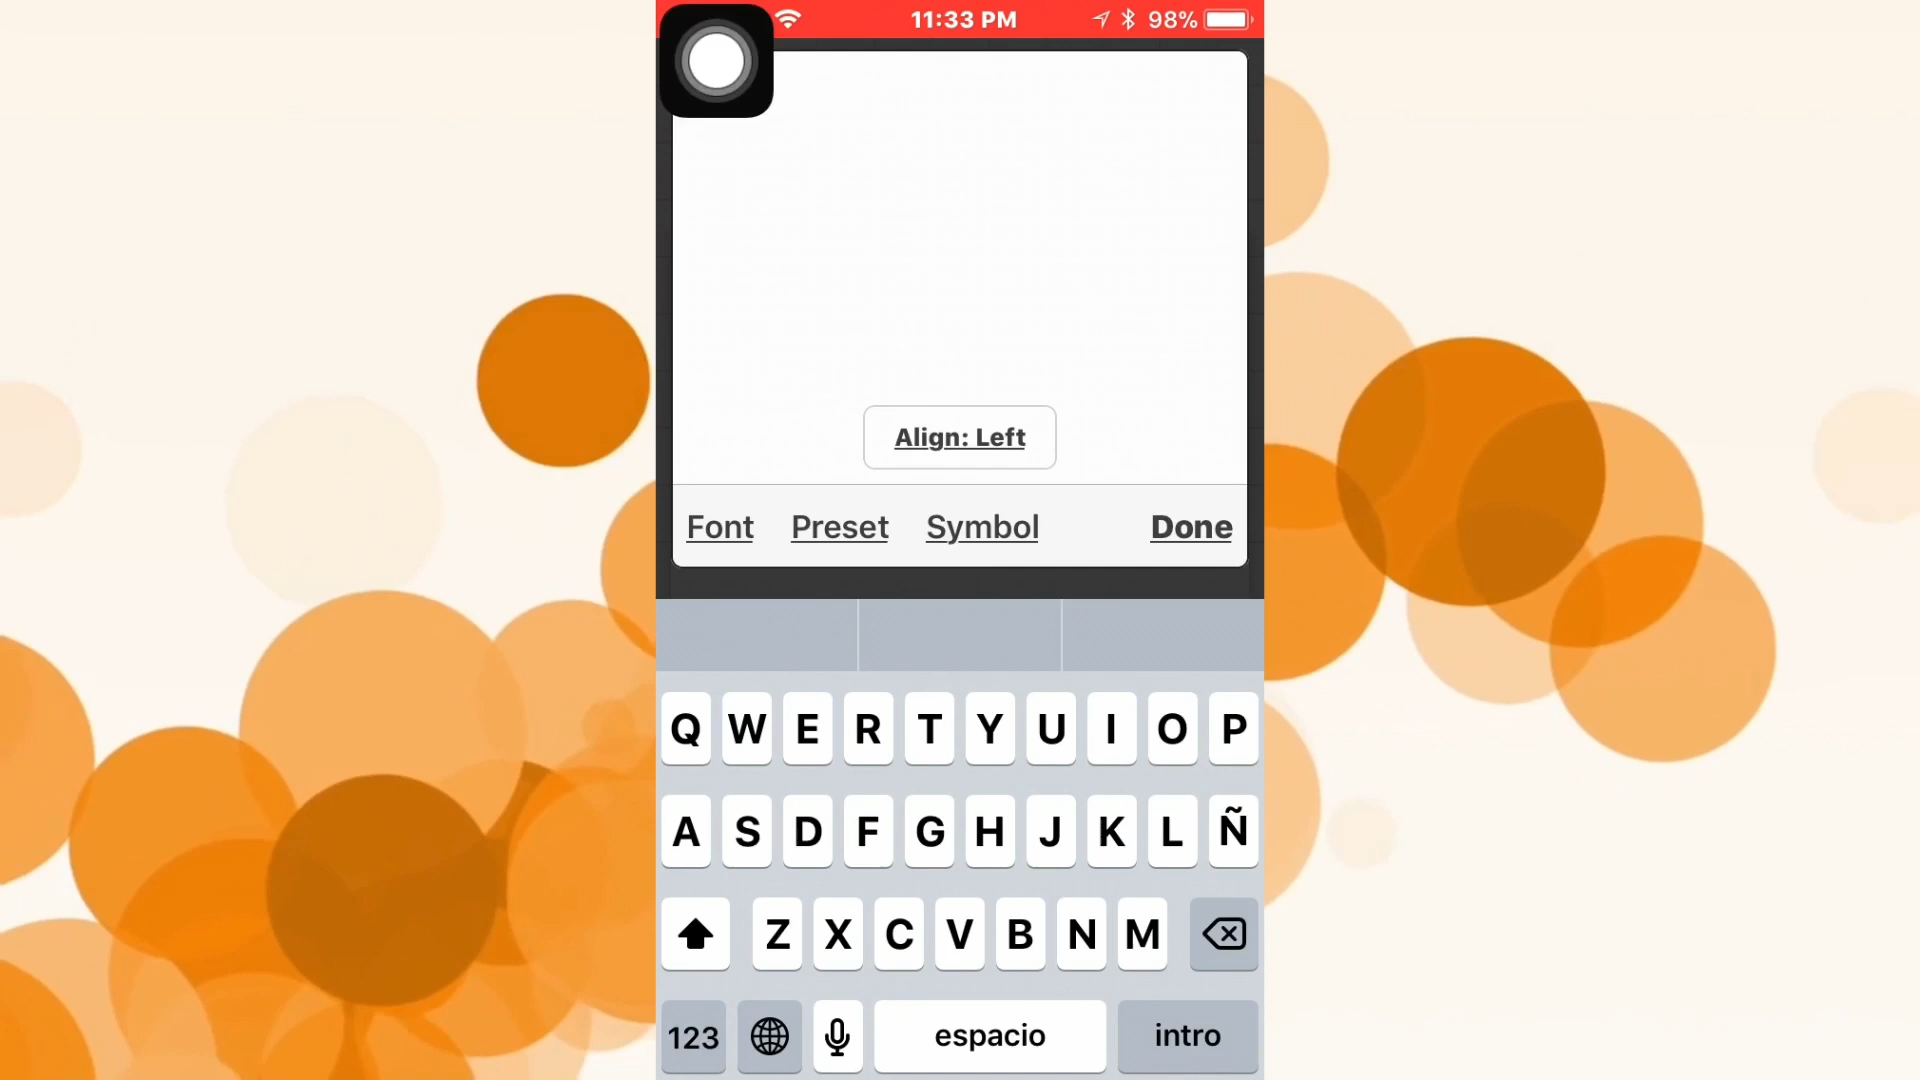 11:33 PM 98%
Align: Left
Font Preset Symbol Done
Q W E R T Y U I O P
A S D F G H J K L Ñ
Z X C V B N M
123 espacio intro